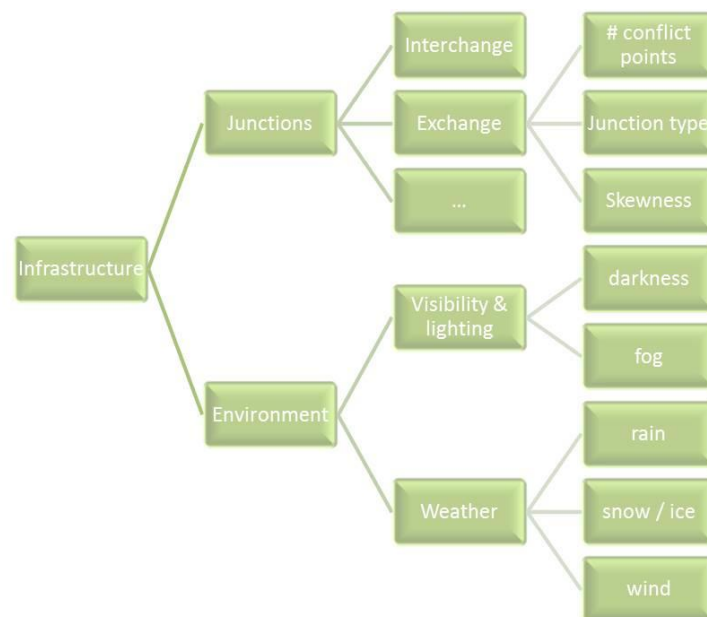 Infrastructure
Junctions
Interchange
Exchange
# conflict
points
Junction type
Skewness
...
Environment
Visibility &
lighting
darkness
fog
Weather
rain
snow / ice
wind